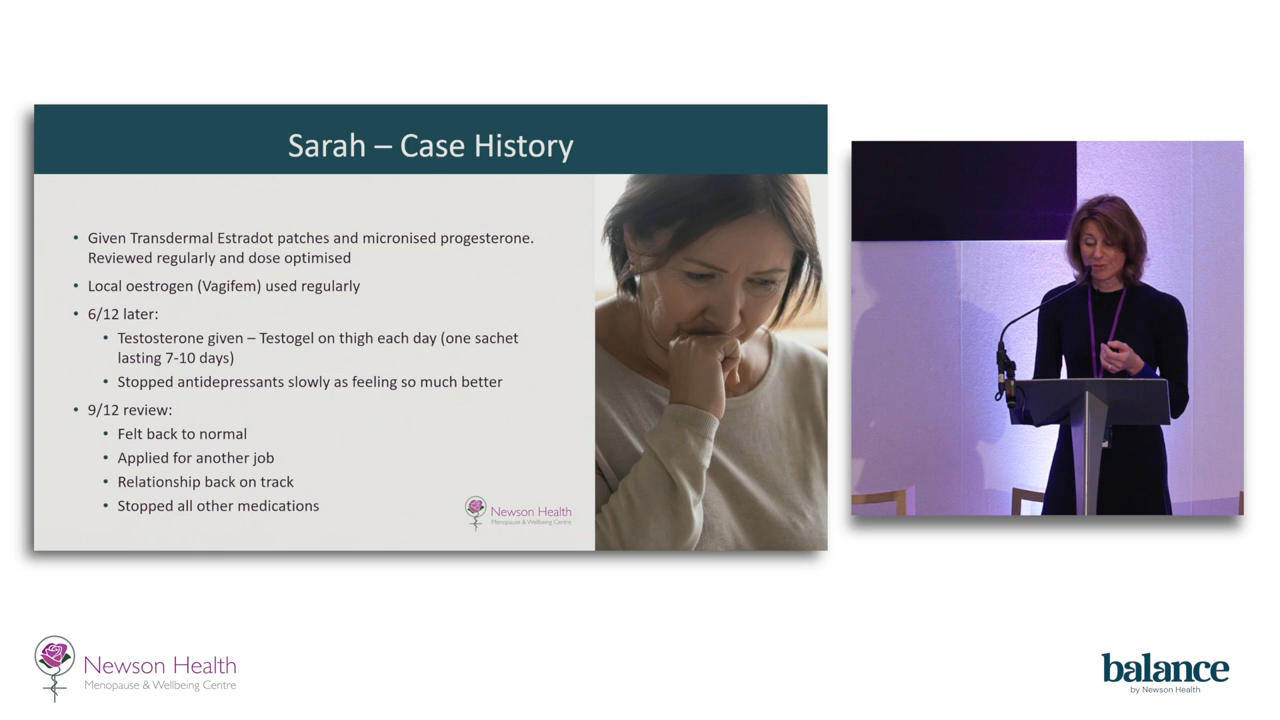 Sarah – Case History
• Given Transdermal Estradot patches and micronised progesterone.
Reviewed regularly and dose optimised
• Local oestrogen (Vagifem) used regularly
• 6/12 later:
• Testosterone given – Testogel on thigh each day (one sachet
lasting 7-10 days)
• Stopped antidepressants slowly as feeling so much better
• 9/12 review:
• Felt back to normal
• Applied for another job
• Relationship back on track
• Stopped all other medications
Newson Health
Menopause & Wellbeing Centre
Newson Health
Menopause & Wellbeing Centre
balance
by Newson Health